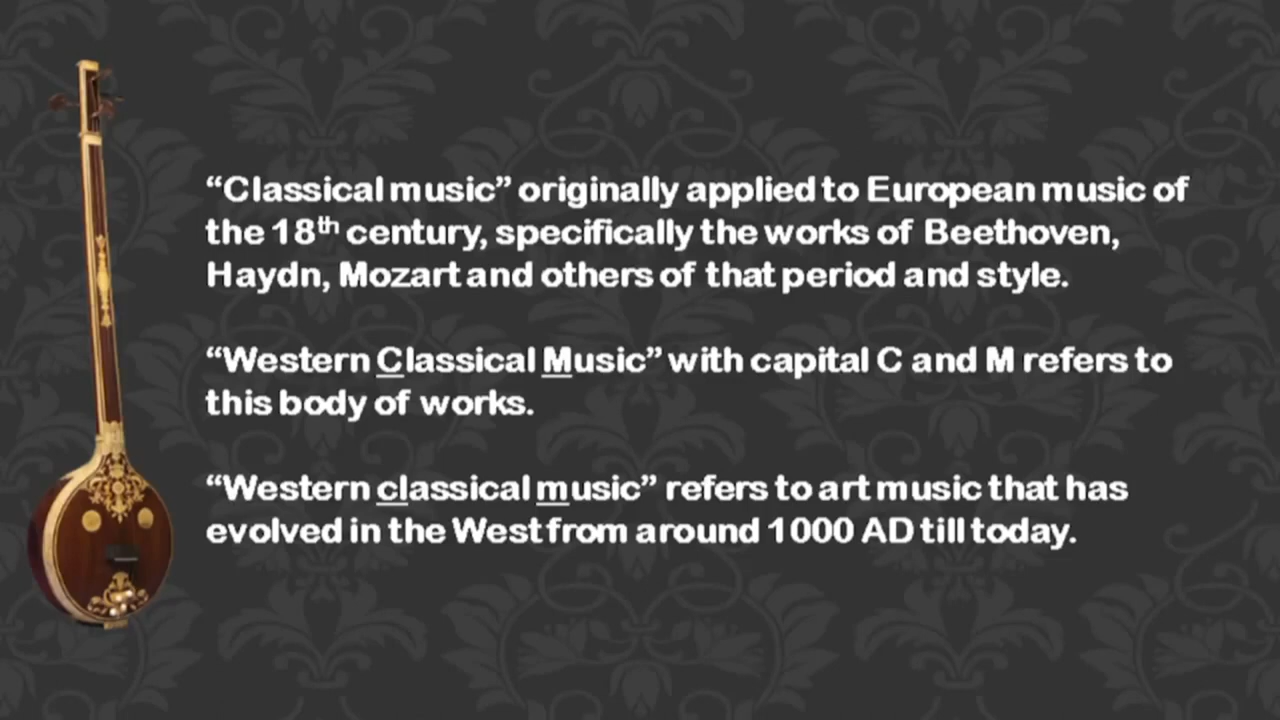 “Classical music” originally applied to European music of
the 18th century, specifically the works of Beethoven,
Haydn, Mozart and others of that period and style.
“Western Classical Music” with capital C and M refers to
this body of works.
“Western classical music” refers to art music that has
evolved in the West from around 1000 AD till today.